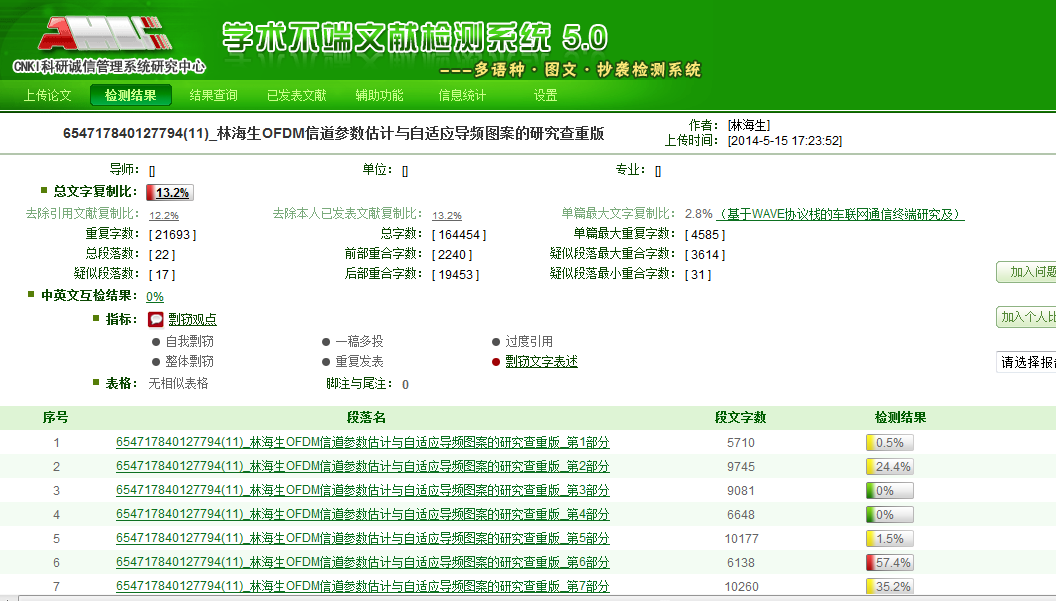 AMLC
学术不端文献检测系统 5.0
CNKI科研诚信管理系统研究中心
---多语种·图文·抄袭检测系统
上传论文 检测结果 结果查询 已发表文献 辅助功能 信息统计 设置
654717840127794(11)_林海生OFDM信道参数估计与自适应导频图案的研究查重版
作者： [林海生]
上传时间： [2014-5-15 17:23:52]
导师： [] 单位： [] 专业： []
总文字复制比： 13.2%
去除引用文献复制比： 12.2% 去除本人已发表文献复制比： 13.2% 单篇最大文字复制比： 2.8% （基于WAVE协议栈的车联网通信终端研究及）
重复字数： [ 21693 ] 总字数： [ 164454 ] 单篇最大重复字数： [ 4585 ]
总段落数： [ 22 ] 前部重合字数： [ 2240 ] 疑似段落最大重合字数： [ 3614 ]
疑似段落数： [ 17 ] 后部重合字数： [ 19453 ] 疑似段落最小重合字数： [ 31 ]
加入问题
中英文互检结果： 0%
加入个人比
指标： 剽窃观点
自我剽窃 一稿多投 过度引用
整体剽窃 重复发表 剽窃文字表述
请选择报告
表格： 无相似表格 脚注与尾注： 0
序号 段落名 段文字数 检测结果
1 654717840127794(11)_林海生OFDM信道参数估计与自适应导频图案的研究查重版_第1部分 5710 0.5%
2 654717840127794(11)_林海生OFDM信道参数估计与自适应导频图案的研究查重版_第2部分 9745 24.4%
3 654717840127794(11)_林海生OFDM信道参数估计与自适应导频图案的研究查重版_第3部分 9081 0%
4 654717840127794(11)_林海生OFDM信道参数估计与自适应导频图案的研究查重版_第4部分 6648 0%
5 654717840127794(11)_林海生OFDM信道参数估计与自适应导频图案的研究查重版_第5部分 10177 1.5%
6 654717840127794(11)_林海生OFDM信道参数估计与自适应导频图案的研究查重版_第6部分 6138 57.4%
7 654717840127794(11)_林海生OFDM信道参数估计与自适应导频图案的研究查重版_第7部分 10260 35.2%